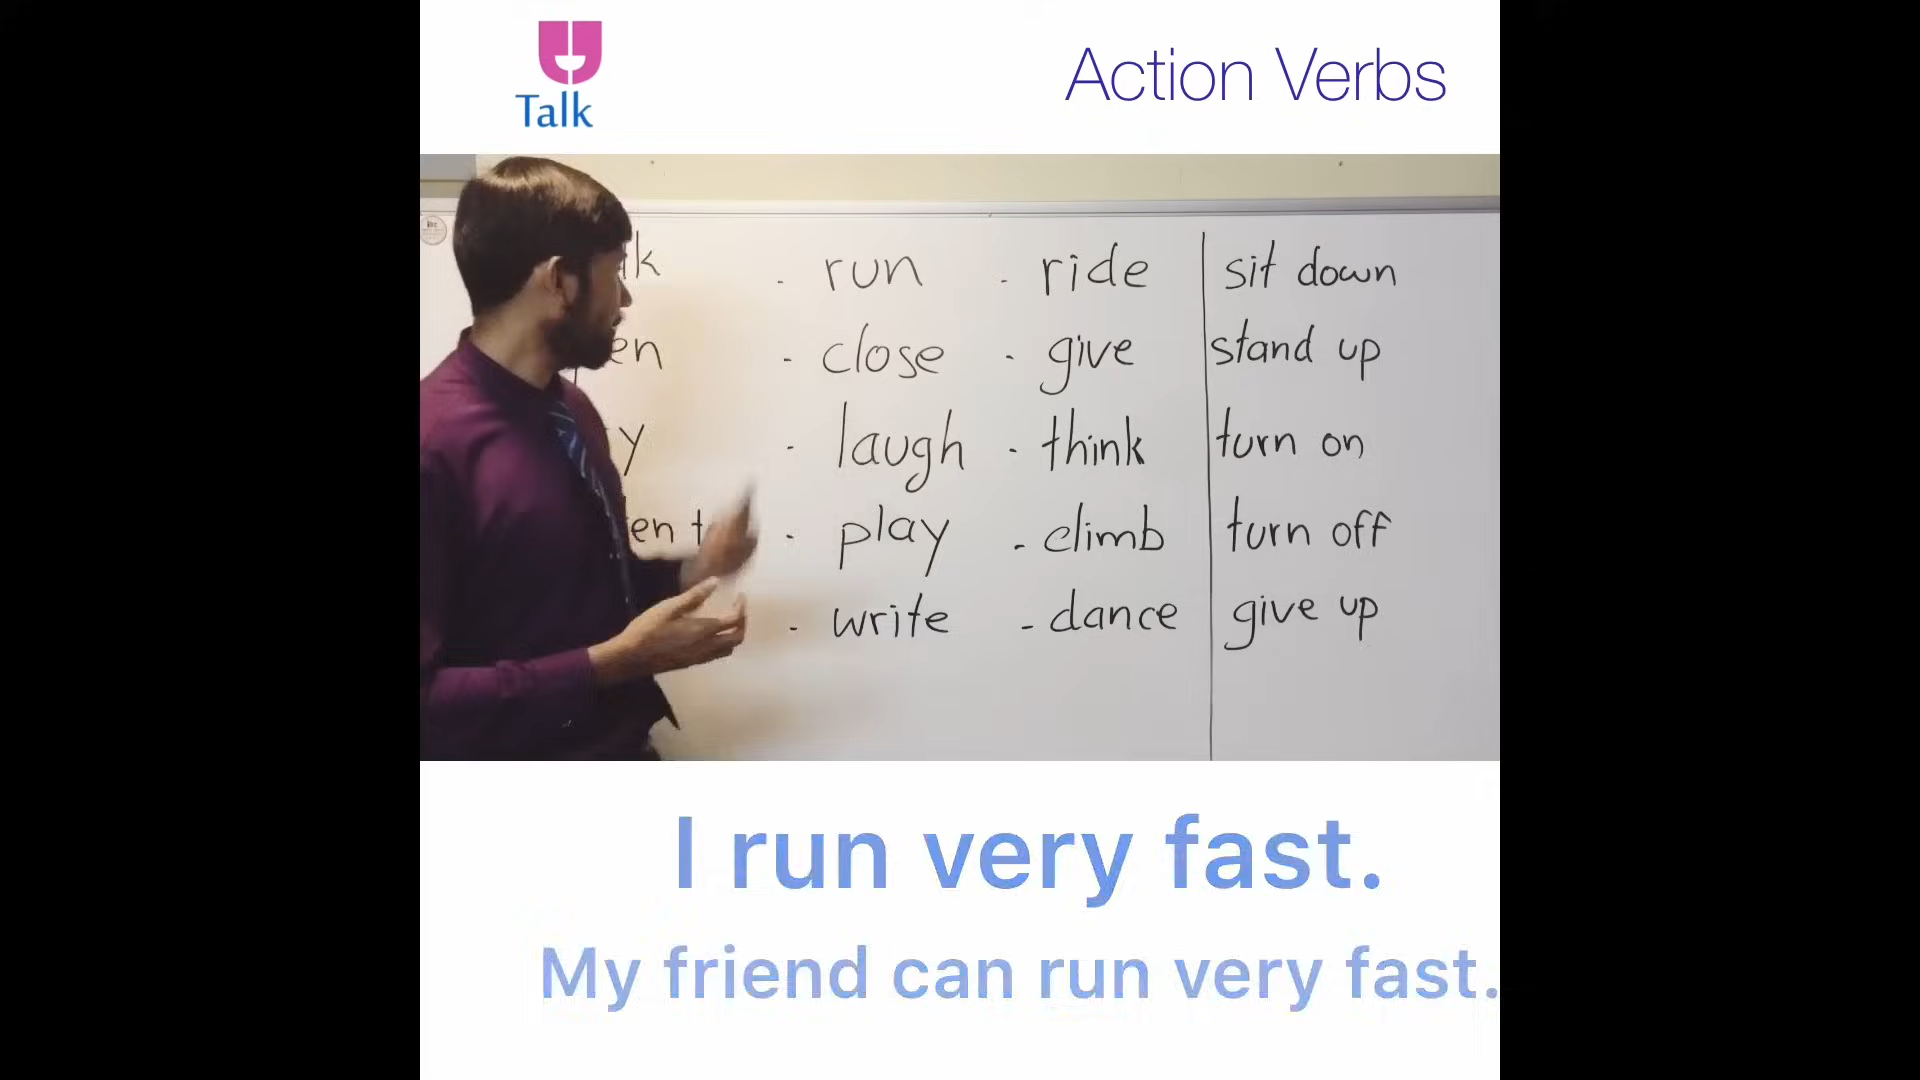 Talk
Action Verbs
run
ride
sit down
close
give
stand up
laugh
think
turn on
play
climb
turn off
write
dance
give up
I run very fast.
My friend can run very fast.